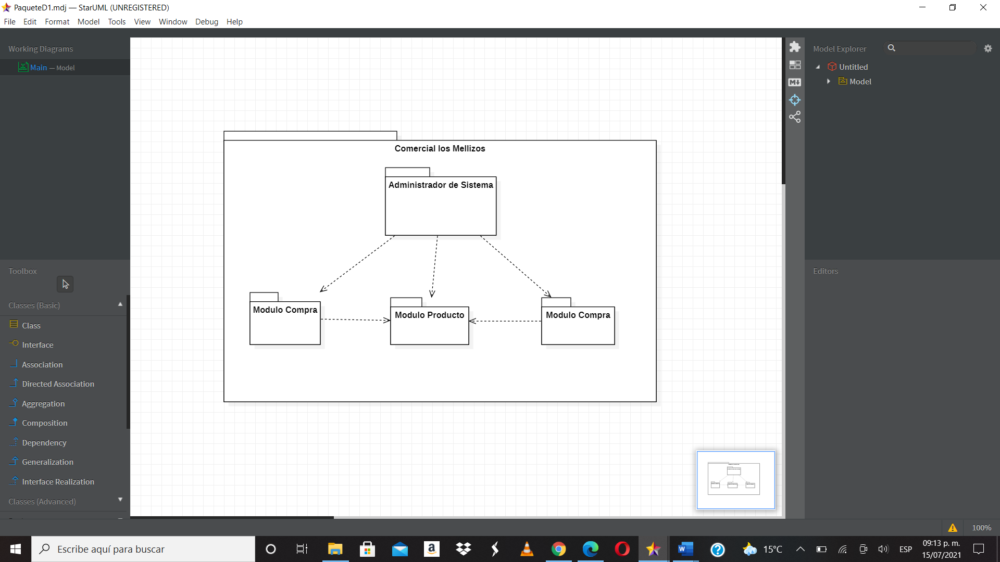 PaqueteD1.mdj — StarUML (UNREGISTERED)
File Edit Format Model Tools View Window Debug Help
Working Diagrams
Main — Model
Toolbox
Classes (Basic)
Class
Interface
Association
Directed Association
Aggregation
Composition
Dependency
Generalization
Interface Realization
Classes (Advanced)
Comercial los Mellizos
Administrador de Sistema
Modulo Compra
Modulo Producto
Modulo Compra
Model Explorer
Untitled
Model
Editors
100%
Escribe aquí para buscar
15°C
ESP
09:13 p. m.
15/07/2021